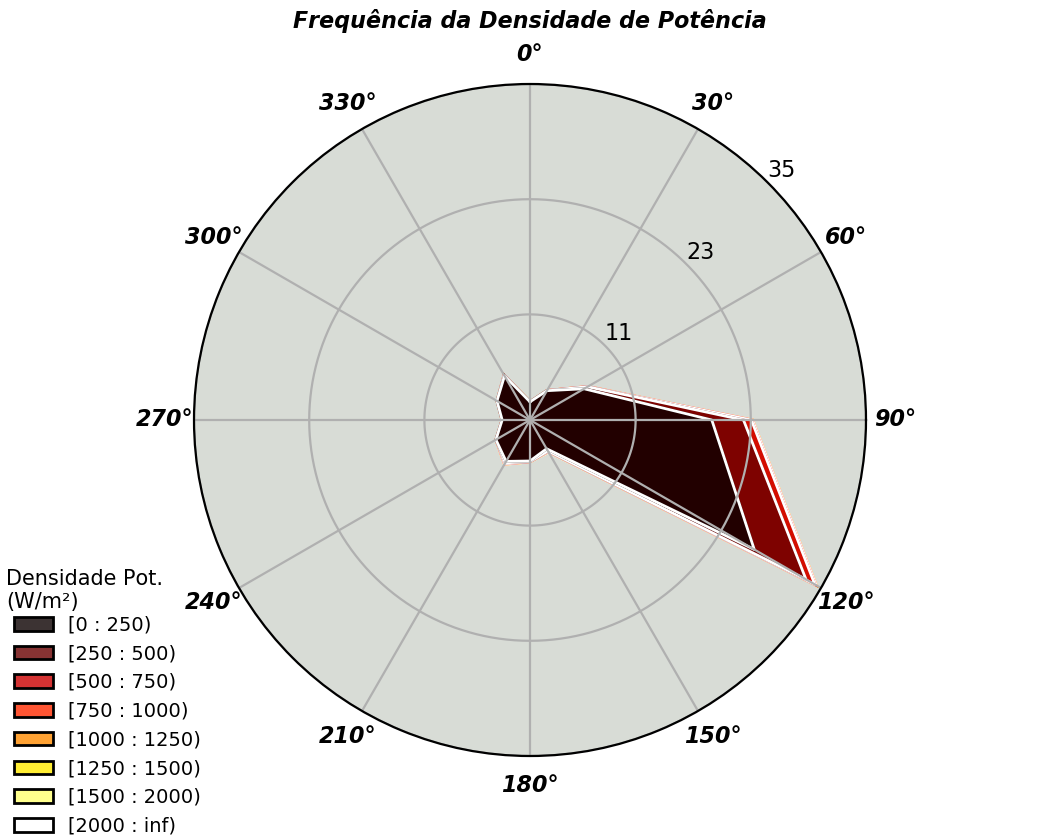 Frequência da Densidade de Potência
0°
330°
30°
35
300°
60°
23
11
270°
90°
240°
120°
210°
150°
180°
Densidade Pot.
(W/m²)
[0 : 250)
[250 : 500)
[500 : 750)
[750 : 1000)
[1000 : 1250)
[1250 : 1500)
[1500 : 2000)
[2000 : inf)